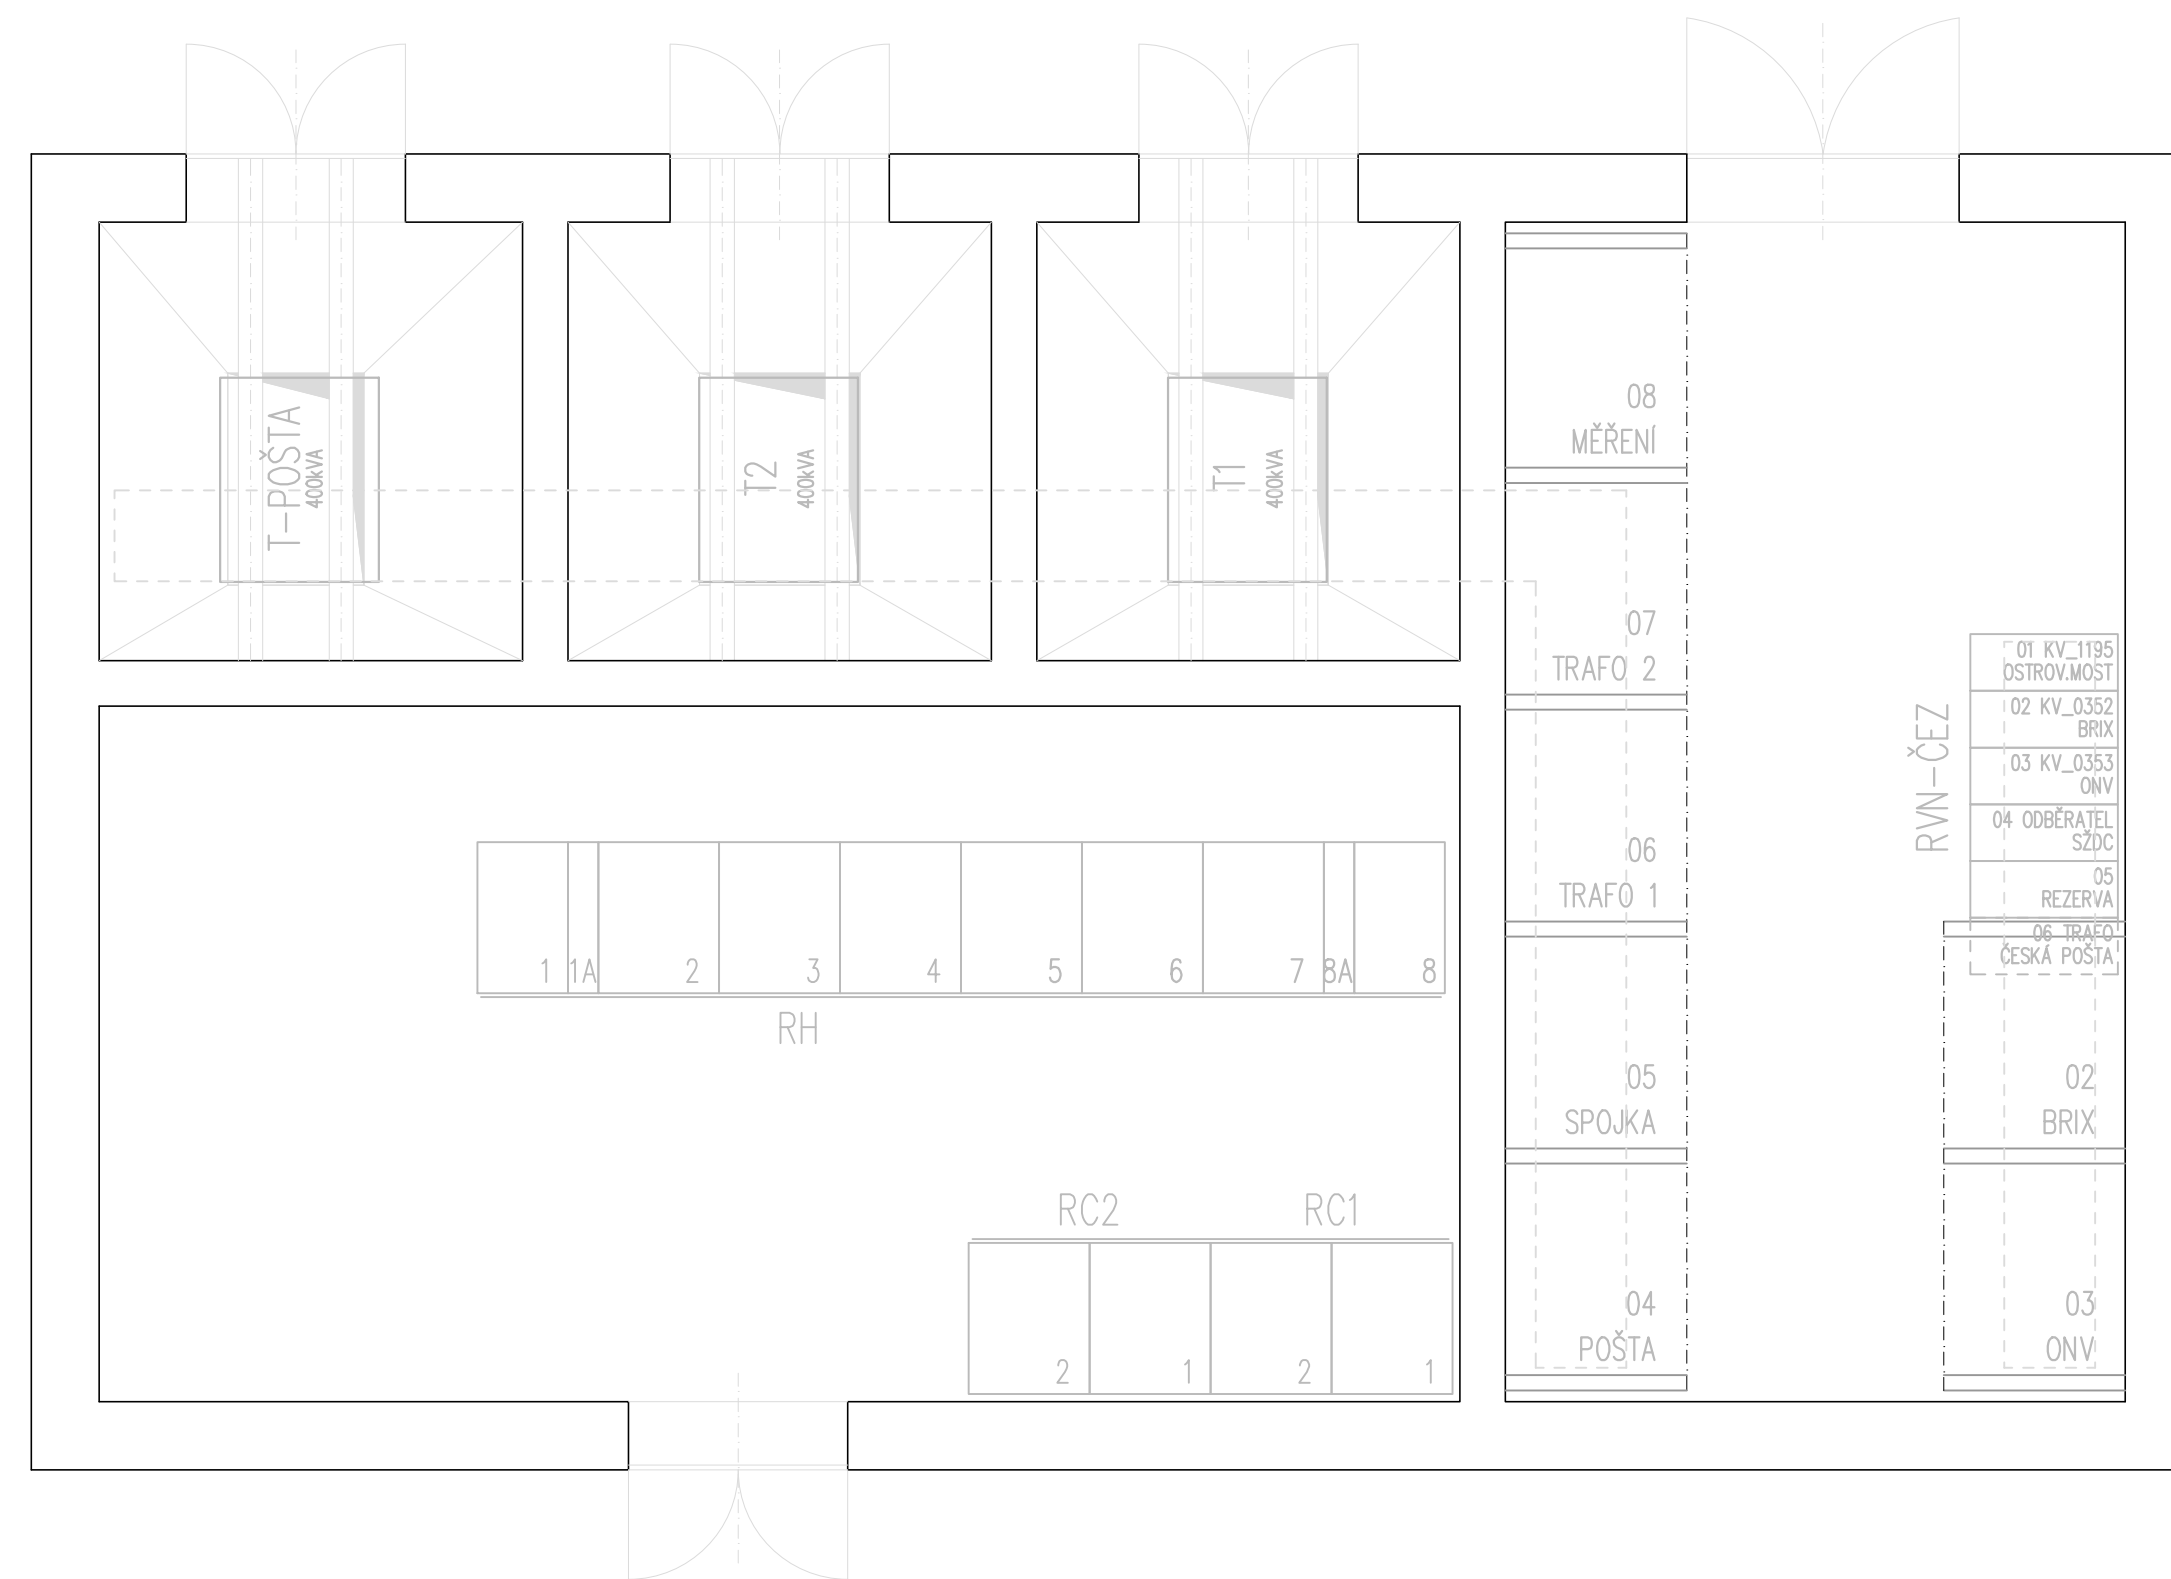 T-POŠTA
400kVA
T2
400kVA
T1
400kVA
08
MĚŘENÍ
07
TRAFO 2
06
TRAFO 1
05
SPOJKA
04
POŠTA
RVN-ČEZ
01 KV_1195
OSTROV.MOST
02 KV_0352
BRIX
03 KV_0353
ONV
04 ODBĚRATEL
SŽDC
05
REZERVA
06 TRAFO
ČESKÁ POŠTA
02
BRIX
03
ONV
1 1A 2 3 4 5 6 7 8A 8
RH
RC2 RC1
2 1 2 1